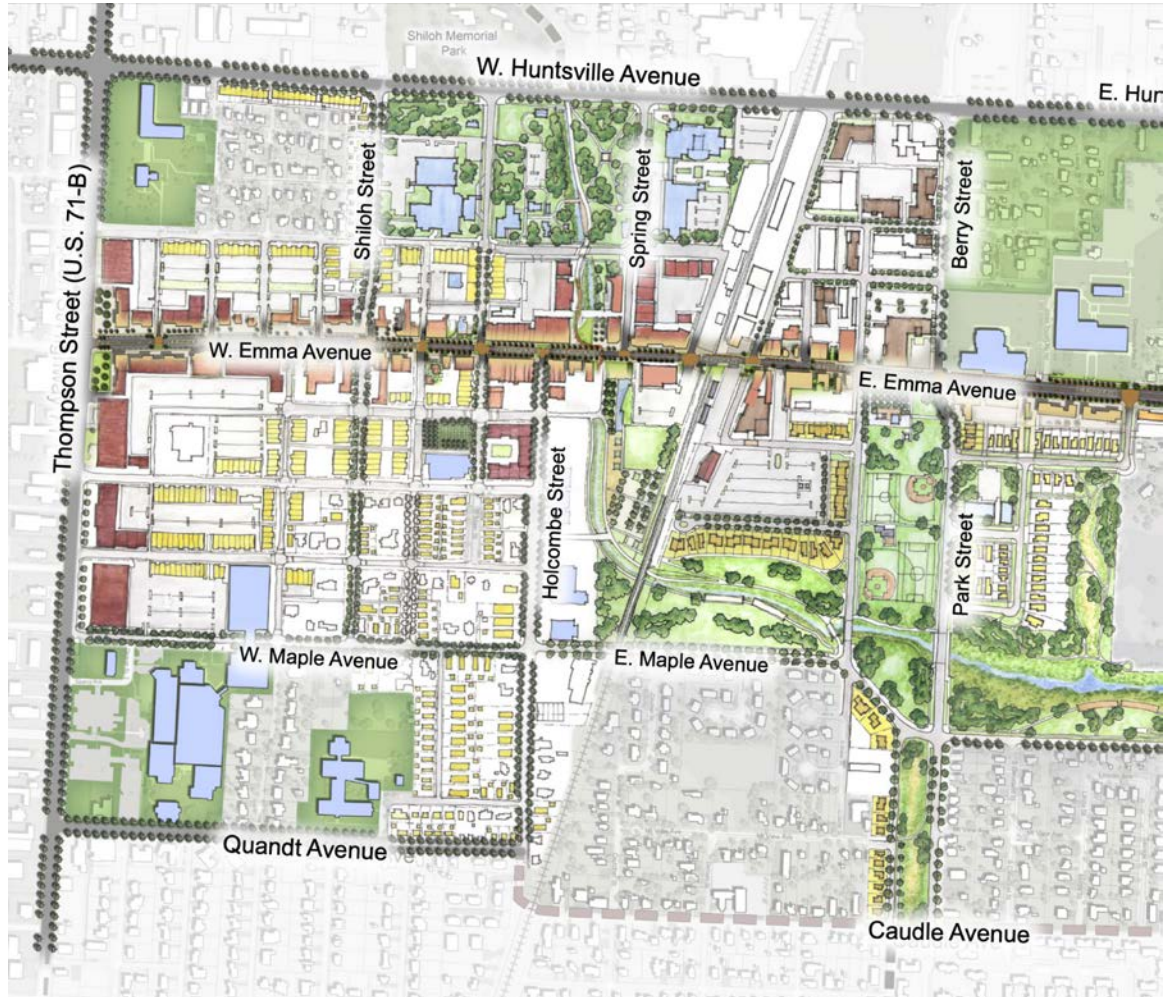 Shiloh Memorial
Park
W. Huntsville Avenue
E. Hun
Thompson Street (U.S. 71-B)
Shiloh Street
Spring Street
Berry Street
W. Emma Avenue
E. Emma Avenue
Holcombe Street
Park Street
W. Maple Avenue
E. Maple Avenue
Quandt Avenue
Caudle Avenue